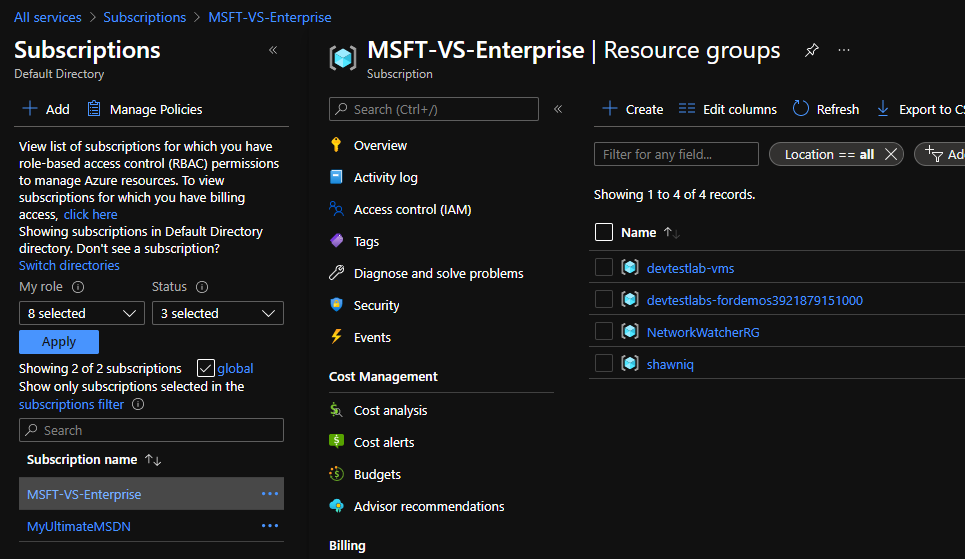 All services > Subscriptions > MSFT-VS-Enterprise
Subscriptions
Default Directory
Add
Manage Policies
View list of subscriptions for which you have
role-based access control (RBAC) permissions
to manage Azure resources. To view
subscriptions for which you have billing
access, click here
Showing subscriptions in Default Directory
directory. Don't see a subscription?
Switch directories
My role
Status
8 selected
3 selected
Apply
Showing 2 of 2 subscriptions
global
Show only subscriptions selected in the
subscriptions filter
Search
Subscription name
MSFT-VS-Enterprise
MyUltimateMSDN
MSFT-VS-Enterprise | Resource groups
Subscription
Search (Ctrl+/)
Overview
Activity log
Access control (IAM)
Tags
Diagnose and solve problems
Security
Events
Cost Management
Cost analysis
Cost alerts
Budgets
Advisor recommendations
Billing
Create
Edit columns
Refresh
Export to CS
Filter for any field...
Location == all
Add
Showing 1 to 4 of 4 records.
Name
devtestlab-vms
devtestlabs-fordemos3921879151000
NetworkWatcherRG
shawniq